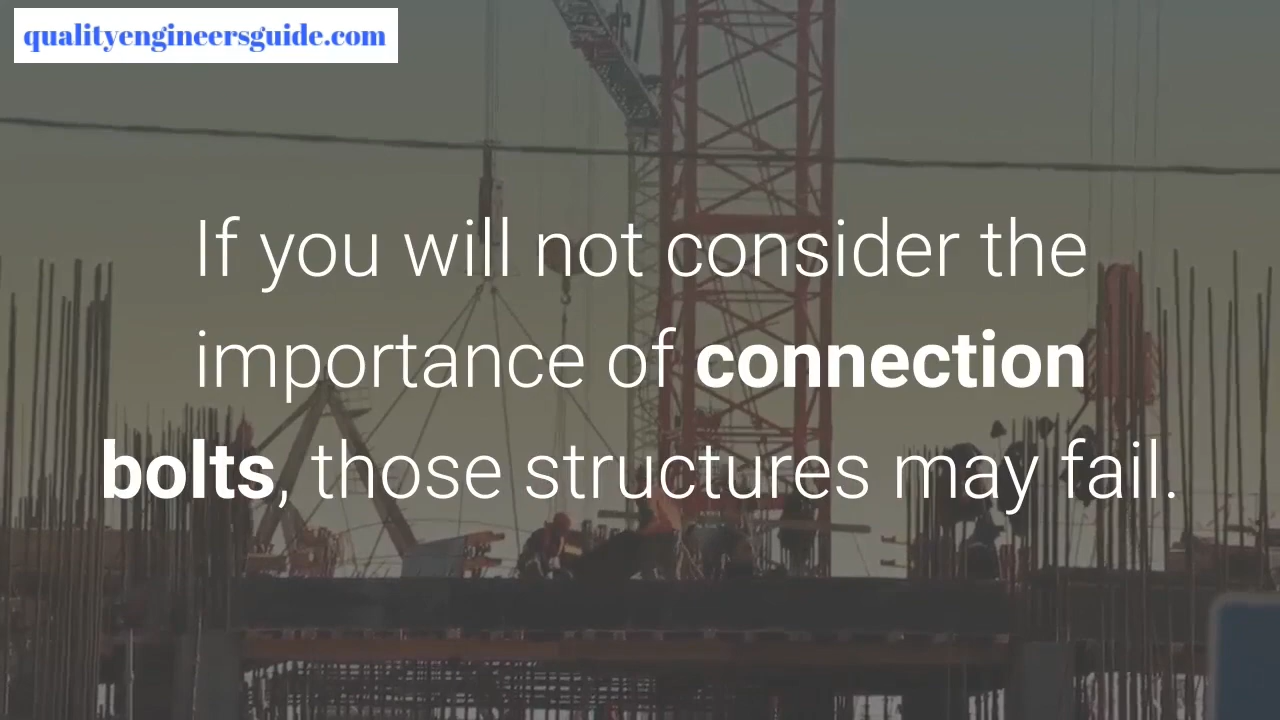 qualityengineersguide.com
If you will not consider the
importance of connection
bolts, those structures may fail.